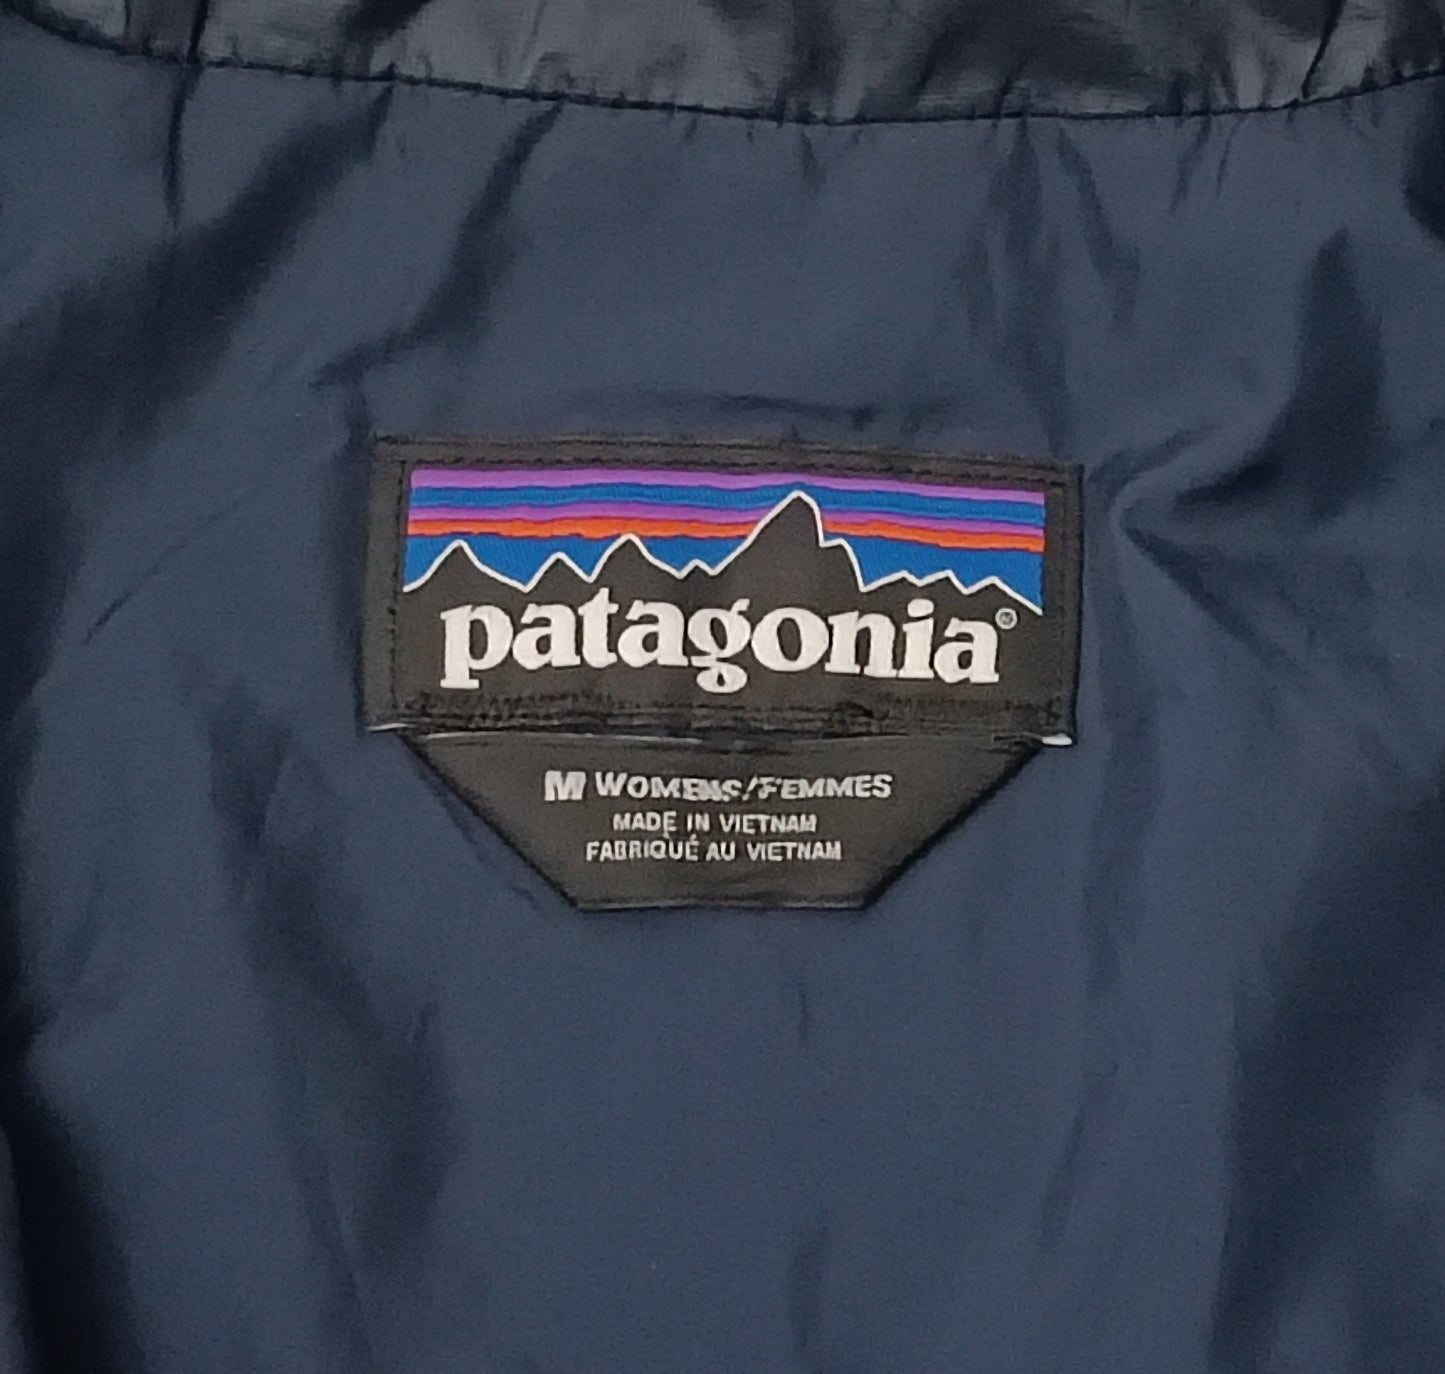 patagonia®
M WOMENS/FEMMES
MADE IN VIETNAM
FABRIQUÉ AU VIETNAM